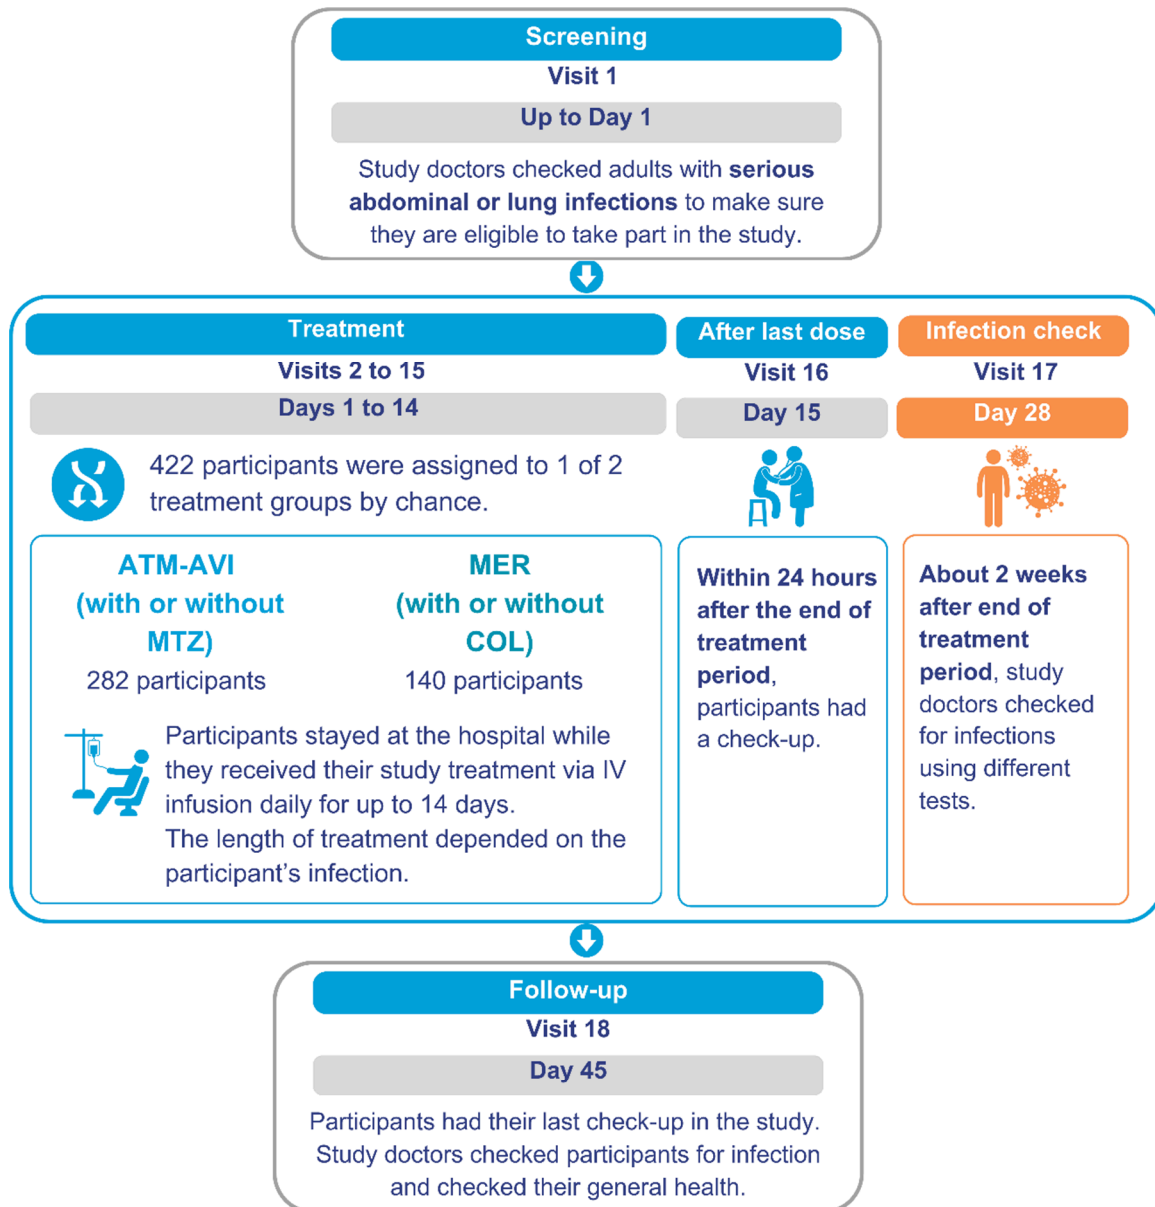 Screening
Visit 1
Up to Day 1
Study doctors checked adults with serious
abdominal or lung infections to make sure
they are eligible to take part in the study.
Treatment
Visits 2 to 15
Days 1 to 14
422 participants were assigned to 1 of 2
treatment groups by chance.
ATM-AVI
(with or without
MTZ)
282 participants
MER
(with or without
COL)
140 participants
Participants stayed at the hospital while
they received their study treatment via IV
infusion daily for up to 14 days.
The length of treatment depended on the
participant's infection.
After last dose
Visit 16
Day 15
Within 24 hours
after the end of
treatment
period,
participants had
a check-up.
Infection check
Visit 17
Day 28
About 2 weeks
after end of
treatment
period, study
doctors checked
for infections
using different
tests.
Follow-up
Visit 18
Day 45
Participants had their last check-up in the study.
Study doctors checked participants for infection
and checked their general health.